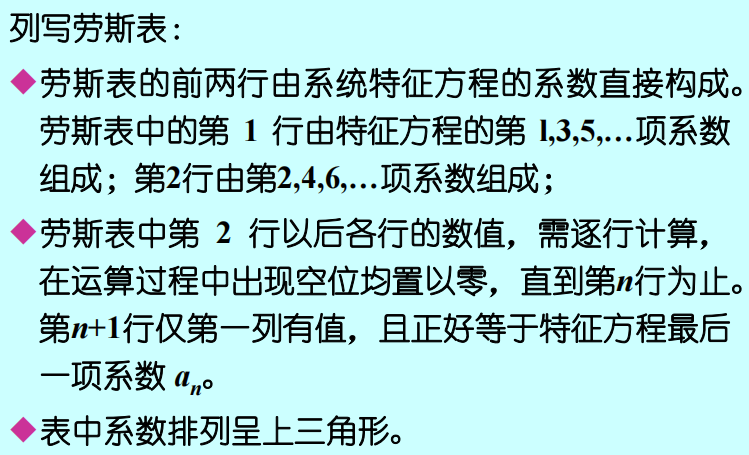 列写劳斯表：
◆劳斯表的前两行由系统特征方程的系数直接构成。
劳斯表中的第 1 行由特征方程的第 l,3,5,…项系数
组成；第2行由第2,4,6,…项系数组成；
◆劳斯表中第 2 行以后各行的数值，需逐行计算，
在运算过程中出现空位均置以零，直到第n行为止。
第n+1行仅第一列有值，且正好等于特征方程最后
一项系数 aₙ。
◆表中系数排列呈上三角形。